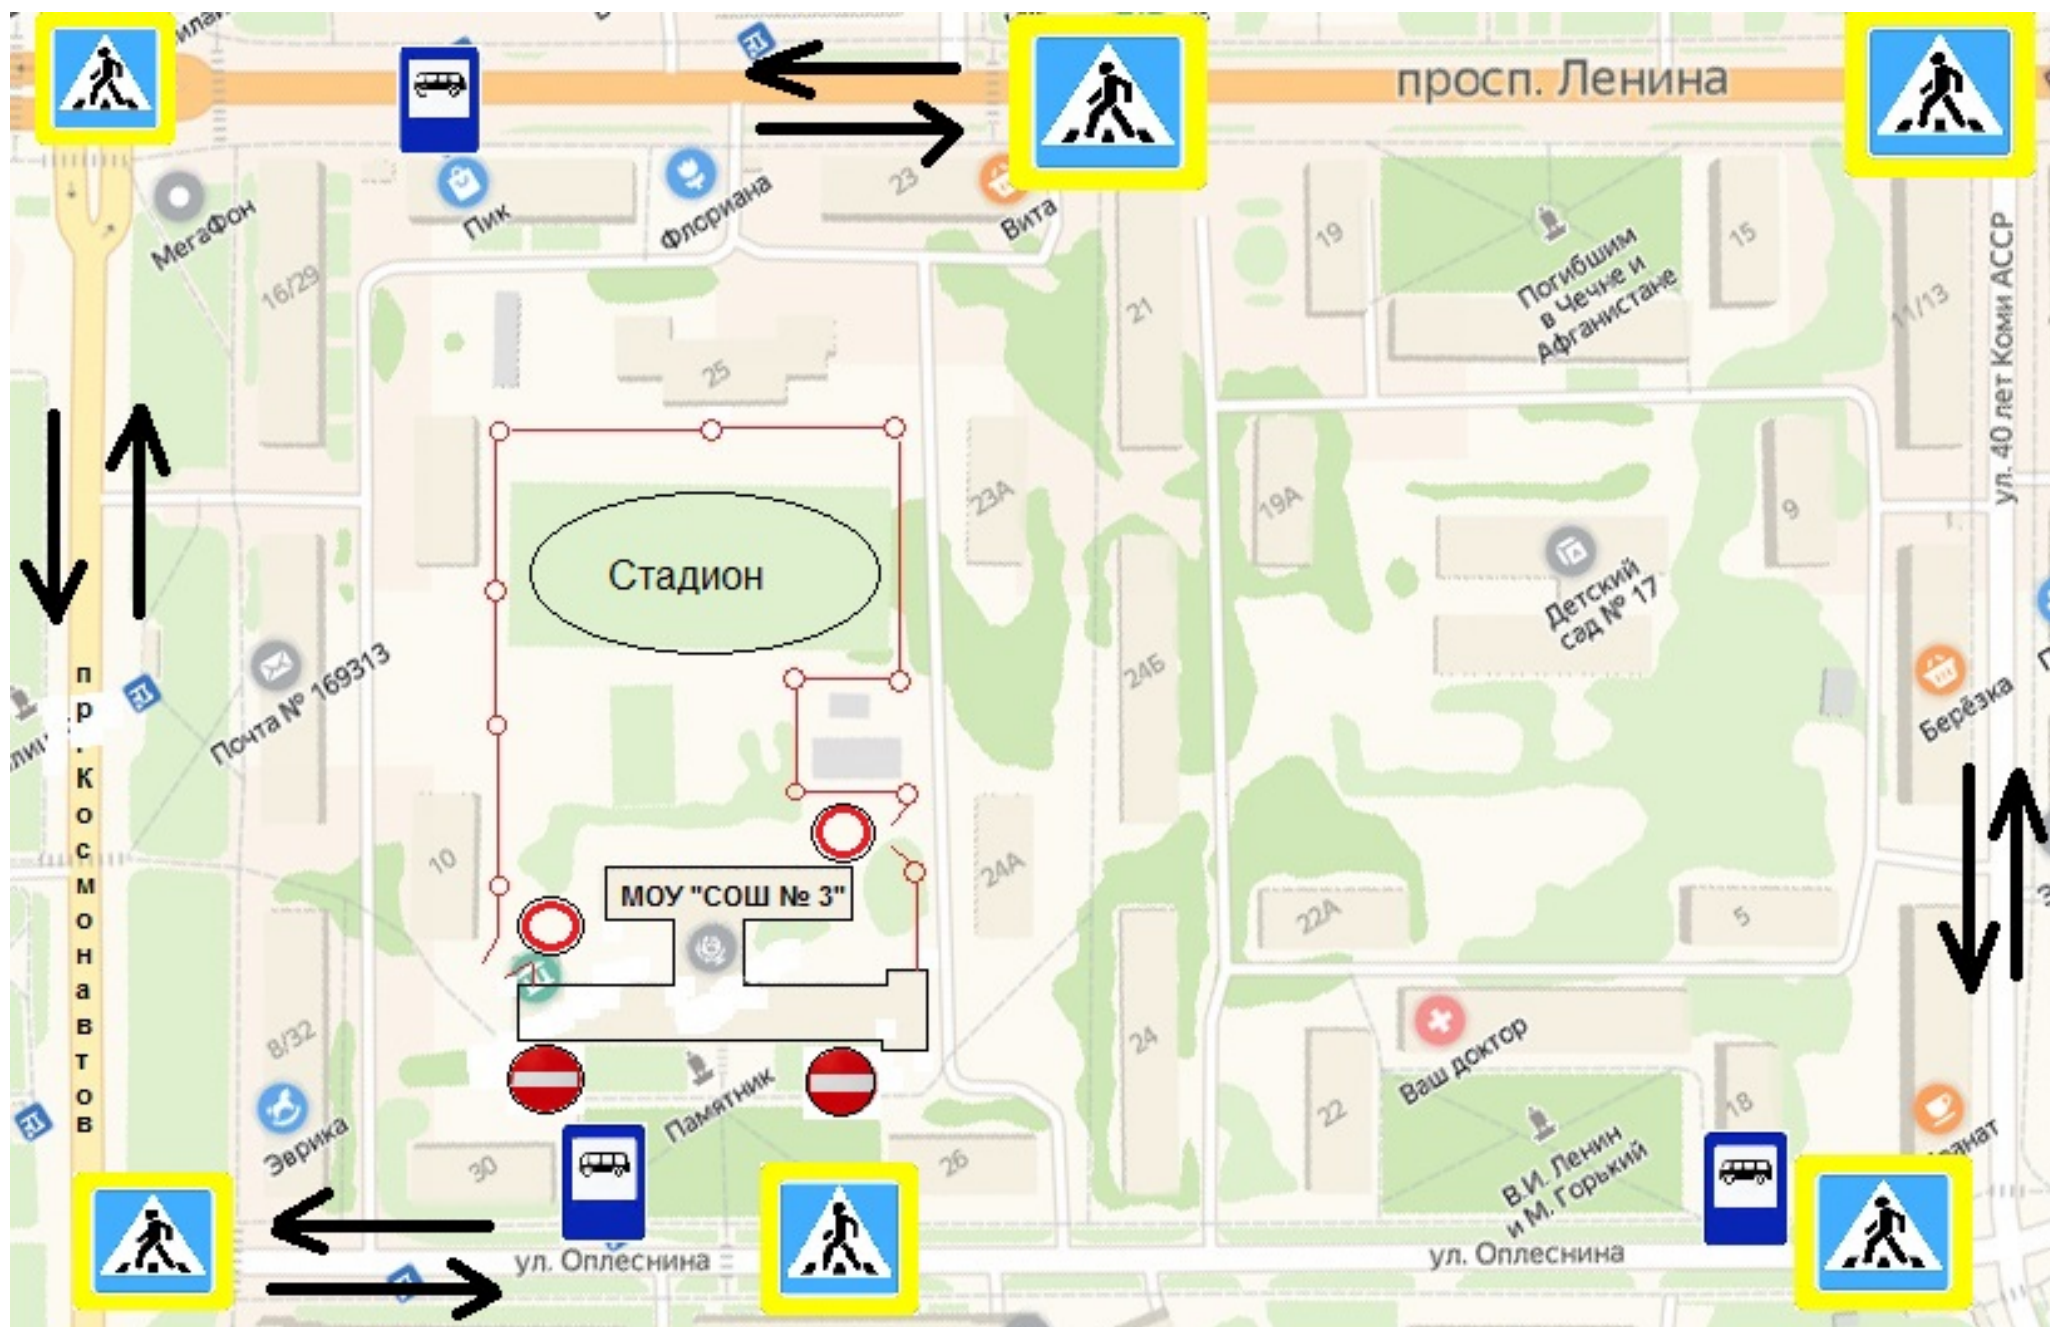 просп. Ленина
МегаФон
Пик
Флориана
23
Вита
19
15
16/29
21
Погибшим
в Чечне и
Афганистане
11/13
ул. 40 лет Коми АССР
25
23А
19А
9
Стадион
Детский
сад № 17
24Б
Почта № 169313
Берёзка
пр. Космонавтов
10
МОУ "СОШ № 3"
24А
22А
5
8/32
24
Ваш доктор
Памятник
22
18
Эврика
30
26
В.И. Ленин
и М. Горький
ул. Оплеснина
ул. Оплеснина